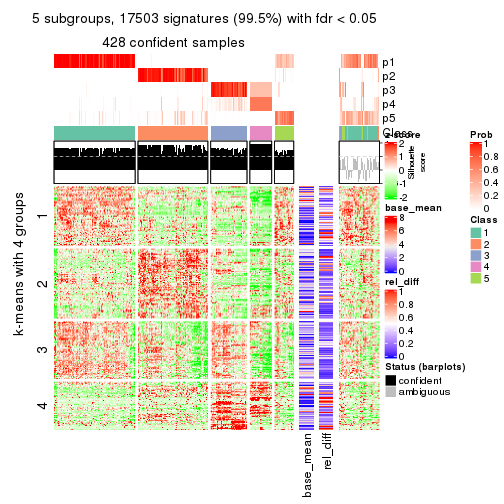 5 subgroups, 17503 signatures (99.5%) with fdr < 0.05
428 confident samples
p1
p2
p3
p4
p5
Class
Silhouette
score
k-means with 4 groups
1
2
3
4
base_mean
rel_diff
z-score
2
1
0
-1
-2
base_mean
8
6
4
2
0
rel_diff
1
0.8
0.6
0.4
0.2
0
Status (barplots)
confident
ambiguous
Prob
1
0.8
0.6
0.4
0.2
0
Class
1
2
3
4
5